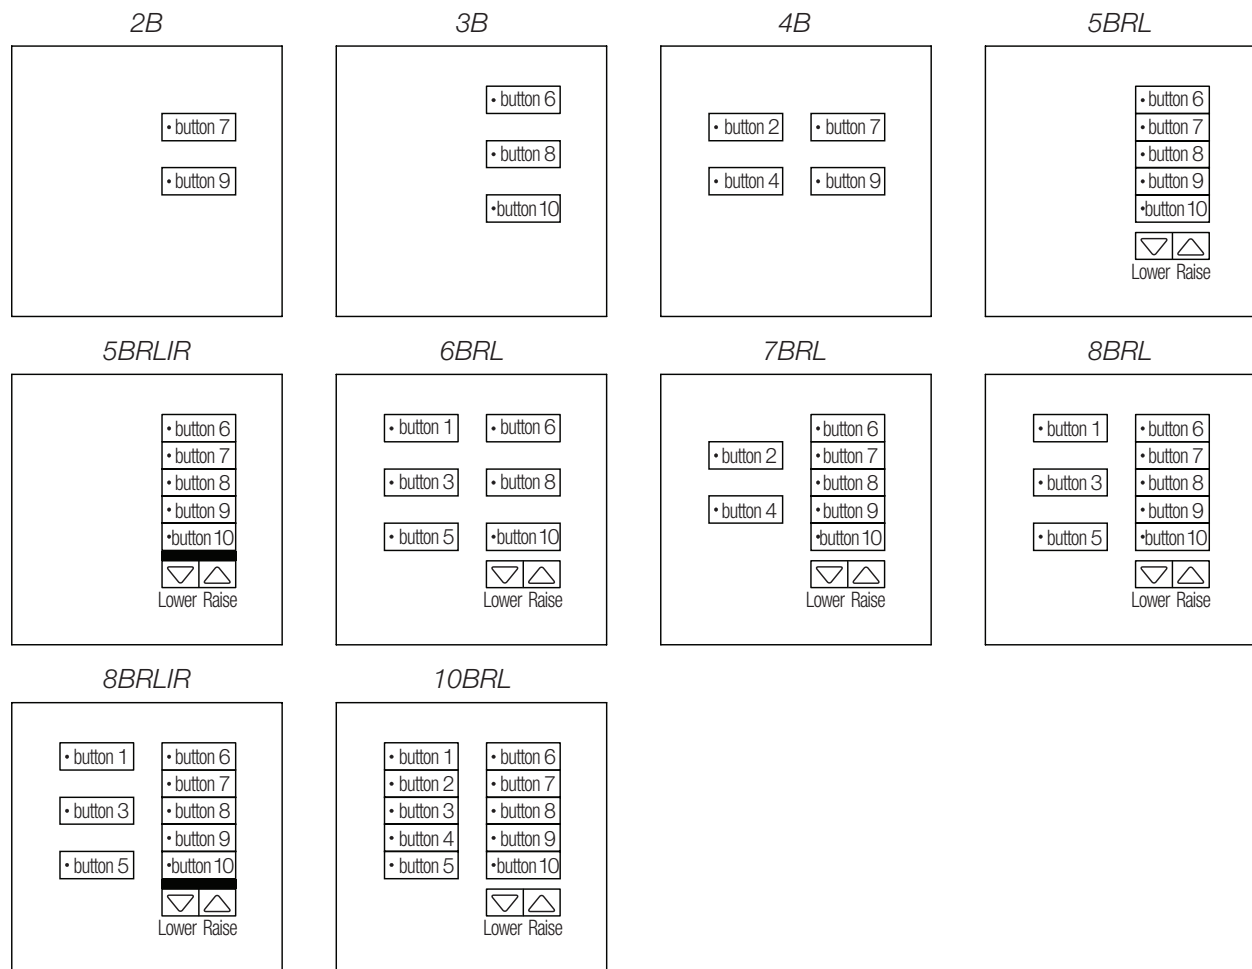 2B
• button 7
• button 9
3B
• button 6
• button 8
•button 10
4B
• button 2 • button 7
• button 4 • button 9
5BRL
• button 6
• button 7
• button 8
• button 9
•button 10
Lower Raise
5BRLIR
• button 6
• button 7
• button 8
• button 9
•button 10
Lower Raise
6BRL
• button 1 • button 6
• button 3 • button 8
• button 5 •button 10
Lower Raise
7BRL
• button 6
• button 2
• button 7
• button 8
• button 4
• button 9
•button 10
Lower Raise
8BRL
• button 1 • button 6
• button 7
• button 3 • button 8
• button 9
• button 5 •button 10
Lower Raise
8BRLIR
• button 1 • button 6
• button 7
• button 3 • button 8
• button 9
• button 5 •button 10
Lower Raise
10BRL
• button 1 • button 6
• button 2 • button 7
• button 3 • button 8
• button 4 • button 9
• button 5 •button 10
Lower Raise